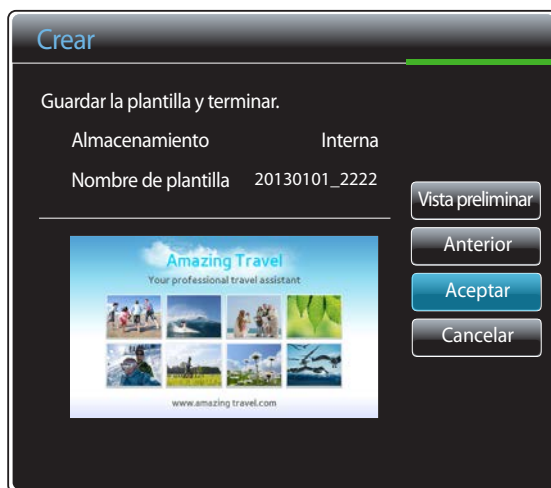 Crear
Guardar la plantilla y terminar.
Almacenamiento Interna
Nombre de plantilla 20130101_2222
Vista preliminar
Anterior
Aceptar
Cancelar
Amazing Travel
Your professional travel assistant
www.amazing travel.com